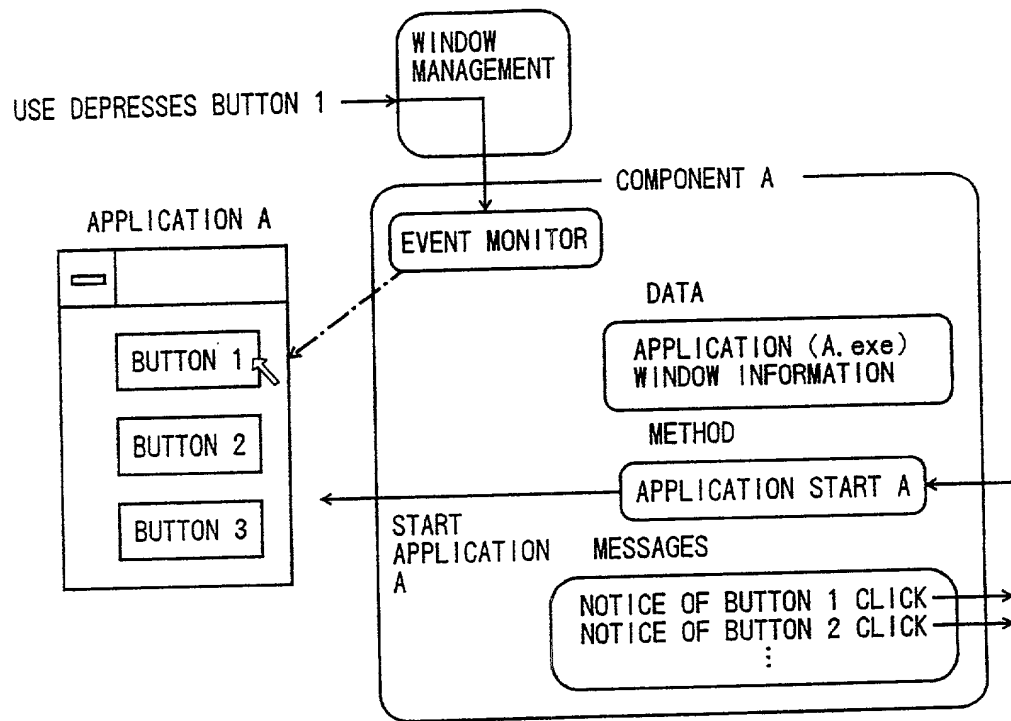 WINDOW
MANAGEMENT
USE DEPRESSES BUTTON 1
COMPONENT A
APPLICATION A
EVENT MONITOR
BUTTON 1
BUTTON 2
BUTTON 3
DATA
APPLICATION (A.exe)
WINDOW INFORMATION
METHOD
APPLICATION START A
START
APPLICATION
A
MESSAGES
NOTICE OF BUTTON 1 CLICK
NOTICE OF BUTTON 2 CLICK
⋮